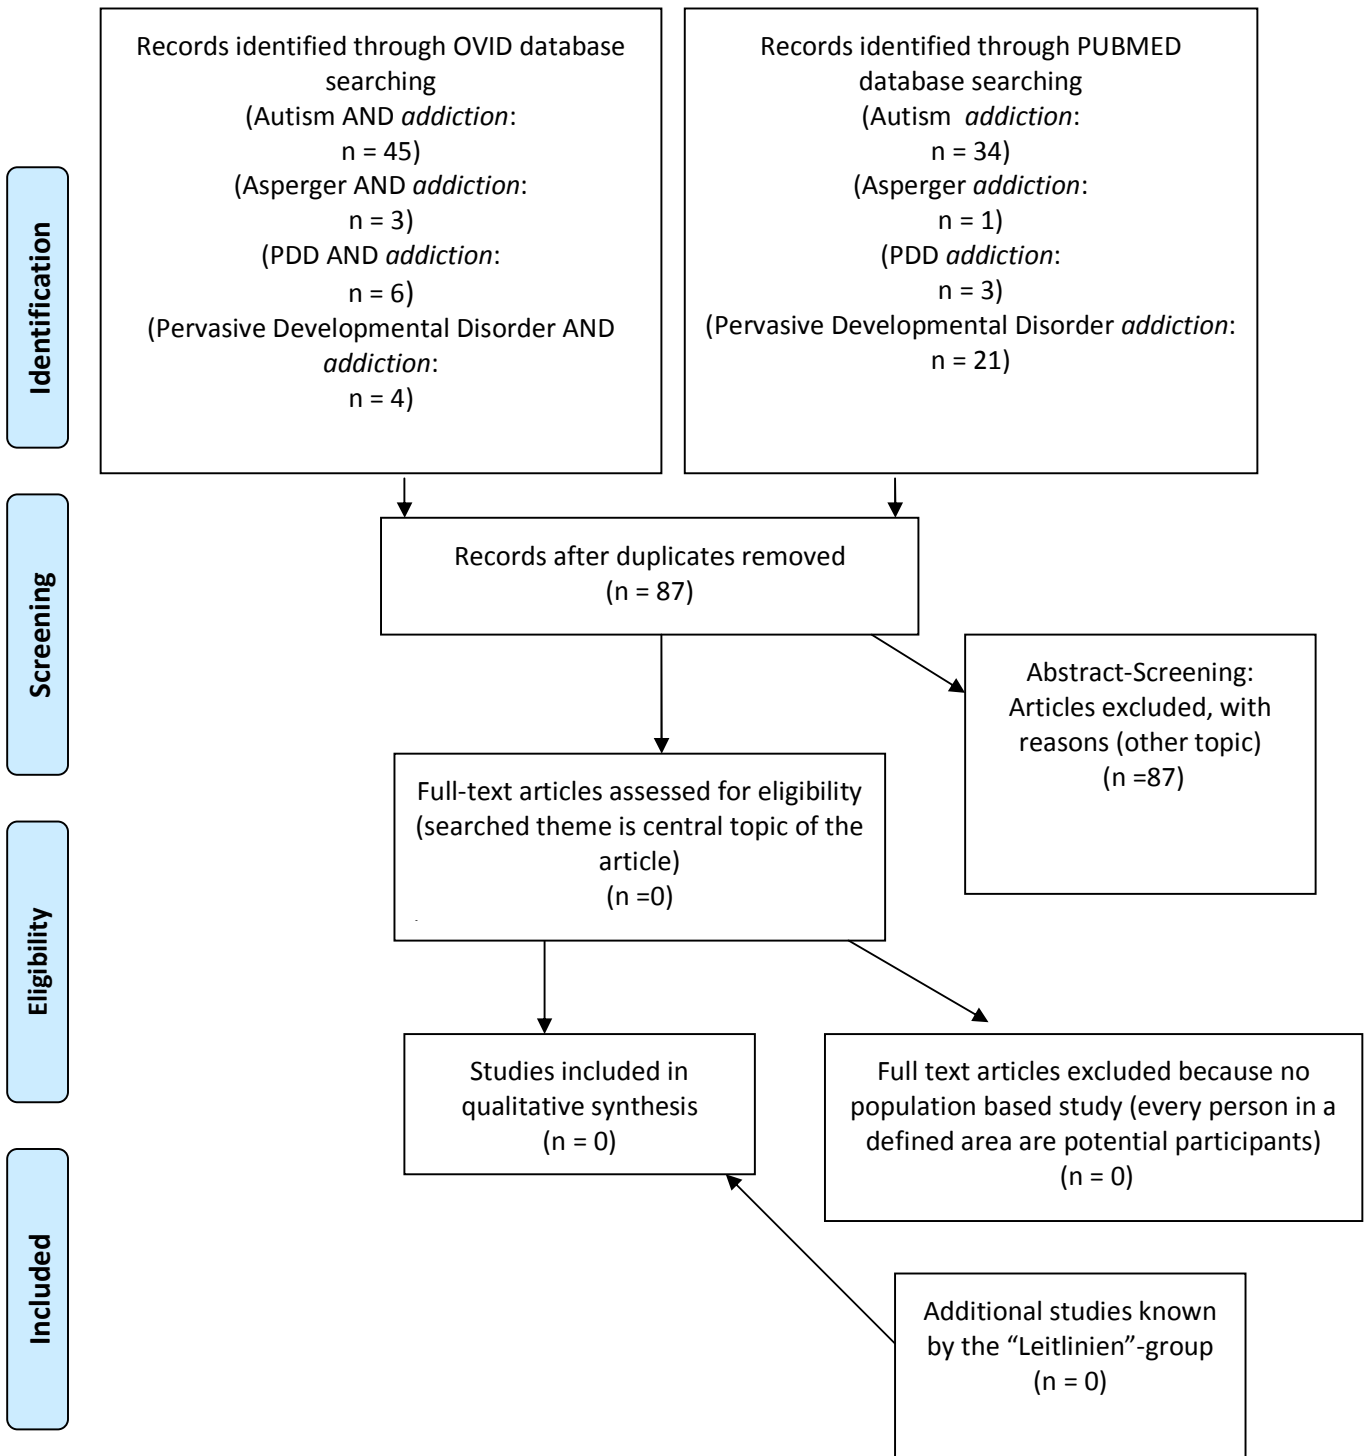 Records identified through OVID database
searching
(Autism AND addiction:
n = 45)
(Asperger AND addiction:
n = 3)
(PDD AND addiction:
n = 6)
(Pervasive Developmental Disorder AND
addiction:
n = 4)
Records identified through PUBMED
database searching
(Autism addiction:
n = 34)
(Asperger addiction:
n = 1)
(PDD addiction:
n = 3)
(Pervasive Developmental Disorder addiction:
n = 21)
Identification
Records after duplicates removed
(n = 87)
Screening
Abstract-Screening:
Articles excluded, with
reasons (other topic)
(n =87)
Full-text articles assessed for eligibility
(searched theme is central topic of the
article)
(n =0)
Eligibility
Studies included in
qualitative synthesis
(n = 0)
Full text articles excluded because no
population based study (every person in a
defined area are potential participants)
(n = 0)
Included
Additional studies known
by the “Leitlinien”-group
(n = 0)